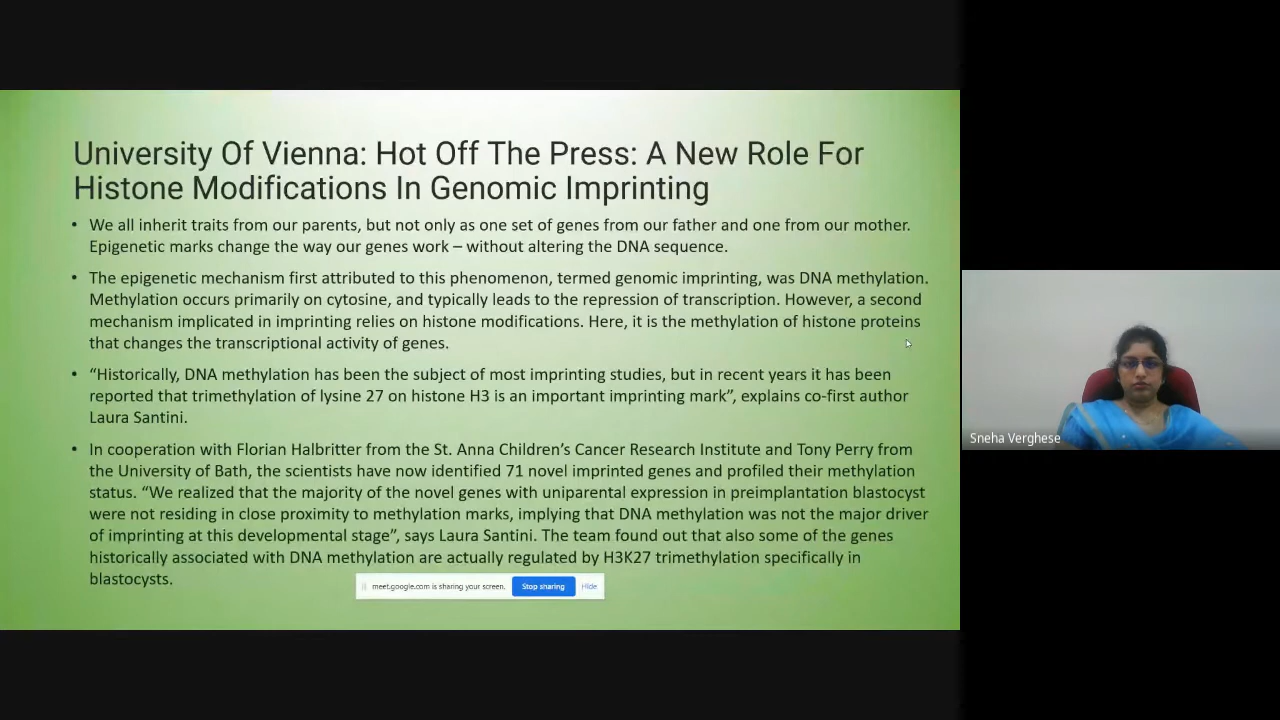 University Of Vienna: Hot Off The Press: A New Role For
Histone Modifications In Genomic Imprinting
• We all inherit traits from our parents, but not only as one set of genes from our father and one from our mother.
Epigenetic marks change the way our genes work – without altering the DNA sequence.
• The epigenetic mechanism first attributed to this phenomenon, termed genomic imprinting, was DNA methylation.
Methylation occurs primarily on cytosine, and typically leads to the repression of transcription. However, a second
mechanism implicated in imprinting relies on histone modifications. Here, it is the methylation of histone proteins
that changes the transcriptional activity of genes.
• “Historically, DNA methylation has been the subject of most imprinting studies, but in recent years it has been
reported that trimethylation of lysine 27 on histone H3 is an important imprinting mark”, explains co-first author
Laura Santini.
• In cooperation with Florian Halbritter from the St. Anna Children’s Cancer Research Institute and Tony Perry from
the University of Bath, the scientists have now identified 71 novel imprinted genes and profiled their methylation
status. “We realized that the majority of the novel genes with uniparental expression in preimplantation blastocyst
were not residing in close proximity to methylation marks, implying that DNA methylation was not the major driver
of imprinting at this developmental stage”, says Laura Santini. The team found out that also some of the genes
historically associated with DNA methylation are actually regulated by H3K27 trimethylation specifically in
blastocysts.
meet.google.com is sharing your screen. Stop sharing Hide
Sneha Verghese